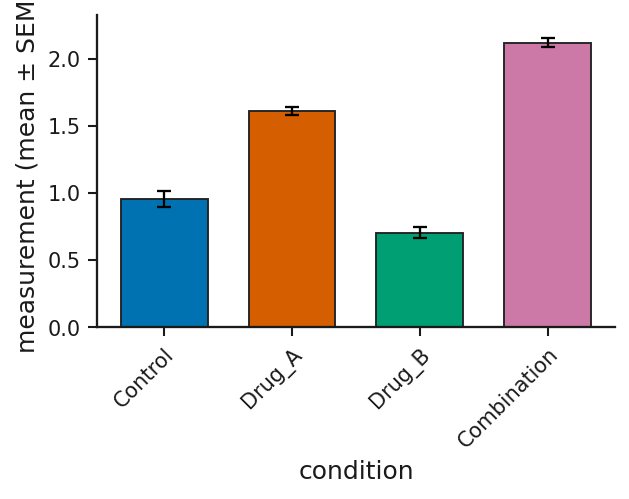 measurement (mean ± SEM
2.0
1.5
1.0
0.5
0.0
Control
Drug_A
Drug_B
Combination
condition